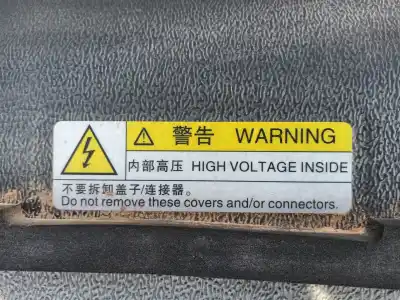 警告 WARNING
内部高压 HIGH VOLTAGE INSIDE
不要拆卸盖子/连接器。
Do not remove these covers and/or connectors.